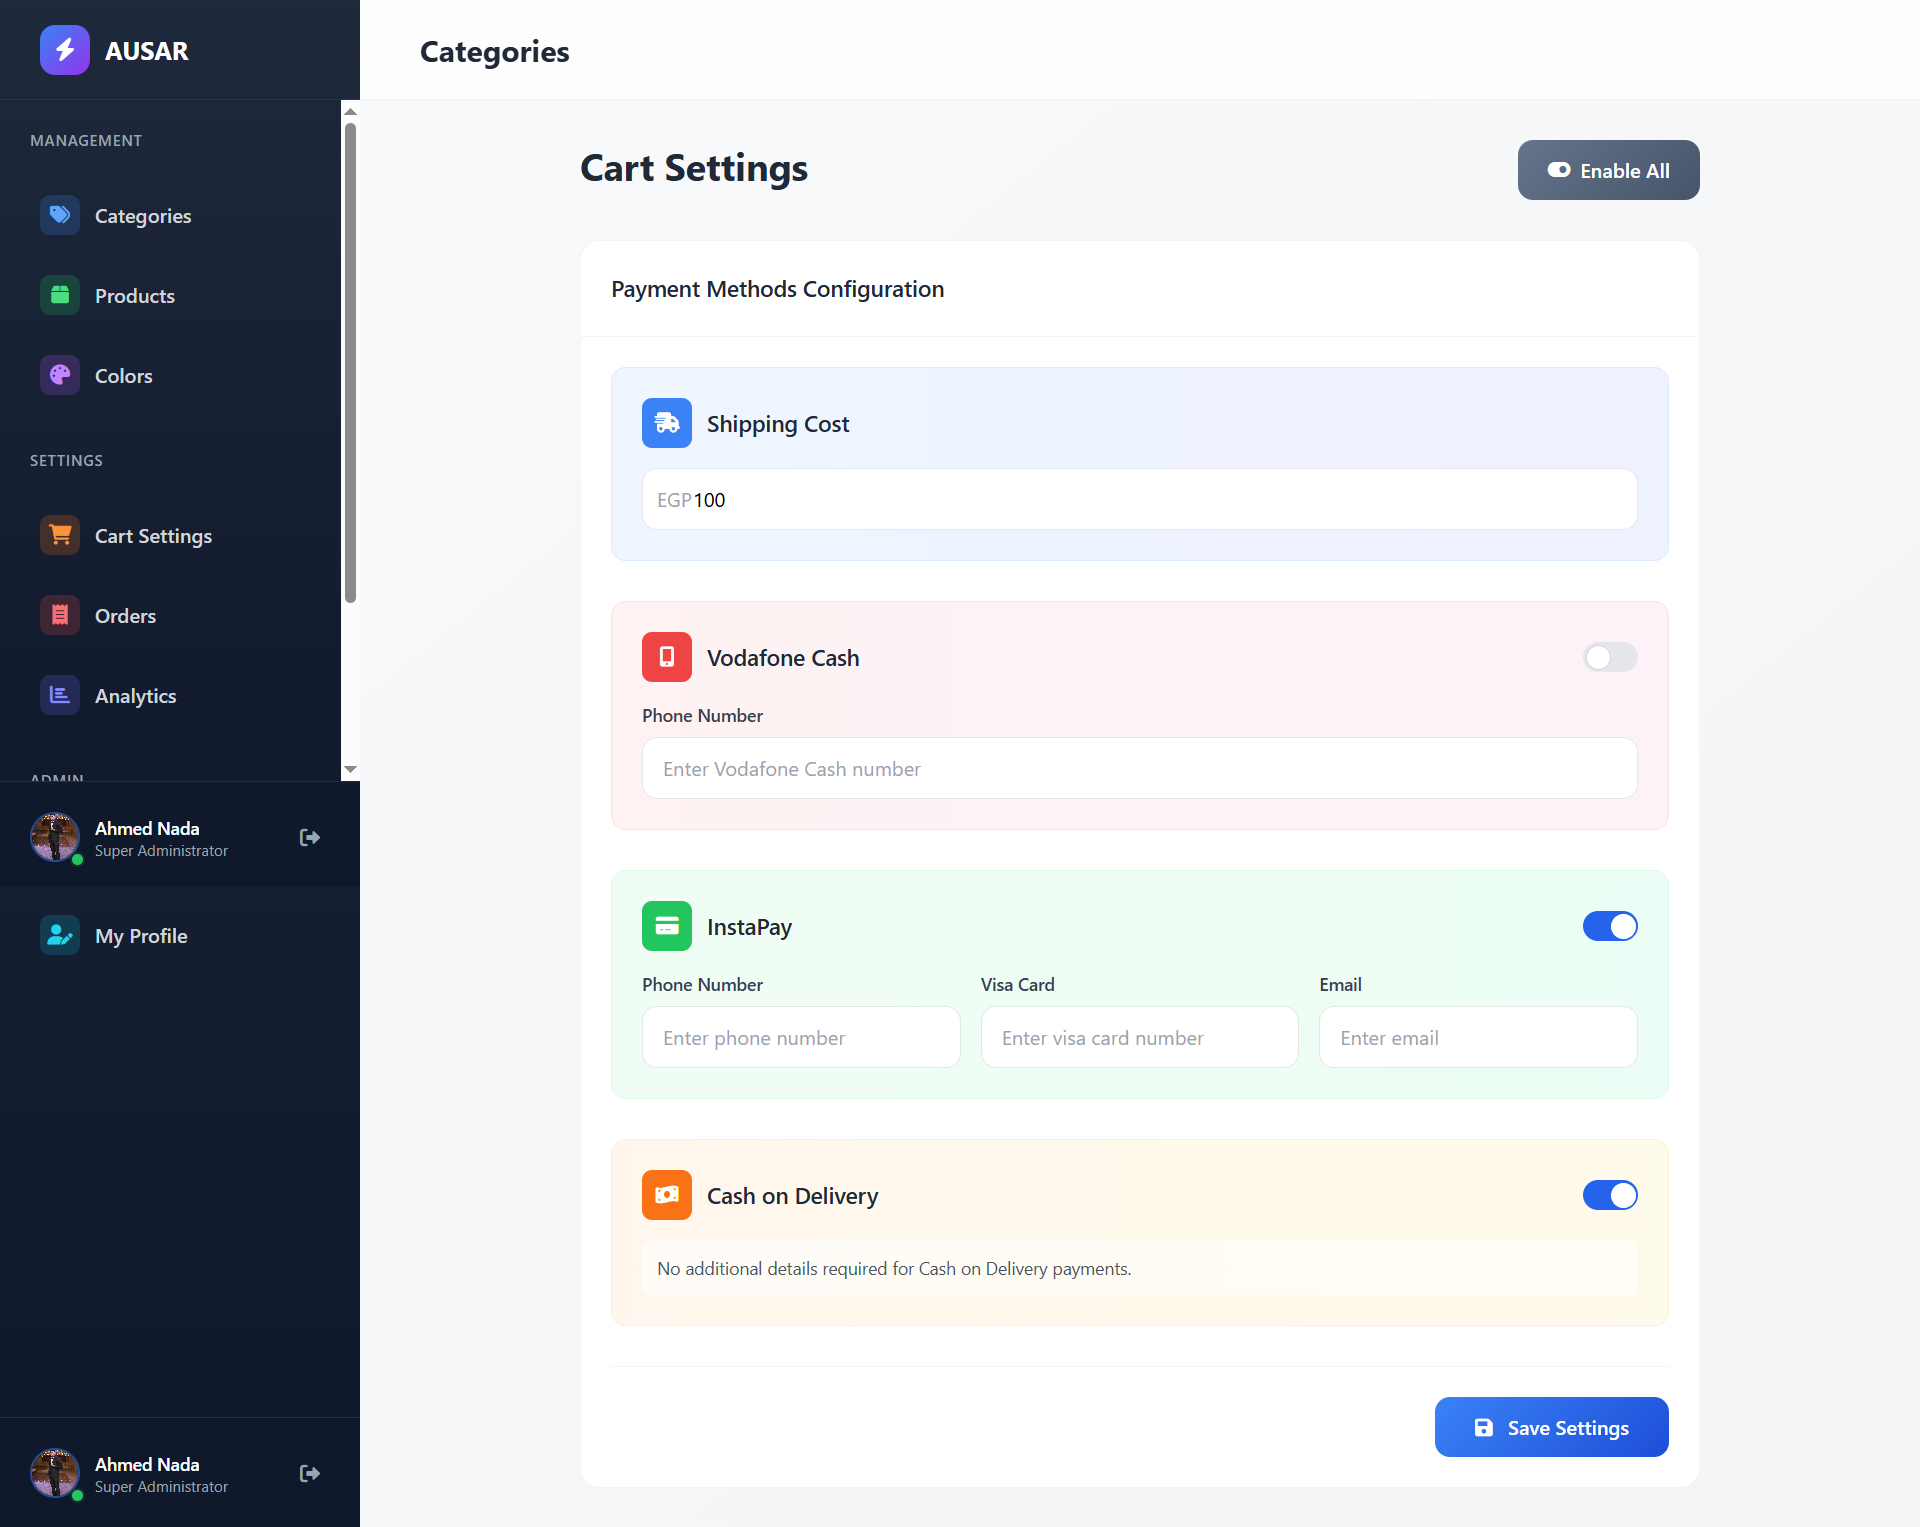 AUSAR
MANAGEMENT
Categories
Products
Colors
SETTINGS
Cart Settings
Orders
Analytics
ADMIN
Ahmed Nada
Super Administrator
My Profile
Ahmed Nada
Super Administrator
Categories
Cart Settings
Enable All
Payment Methods Configuration
Shipping Cost
EGP100
Vodafone Cash
Phone Number
Enter Vodafone Cash number
InstaPay
Phone Number Visa Card Email
Enter phone number Enter visa card number Enter email
Cash on Delivery
No additional details required for Cash on Delivery payments.
Save Settings